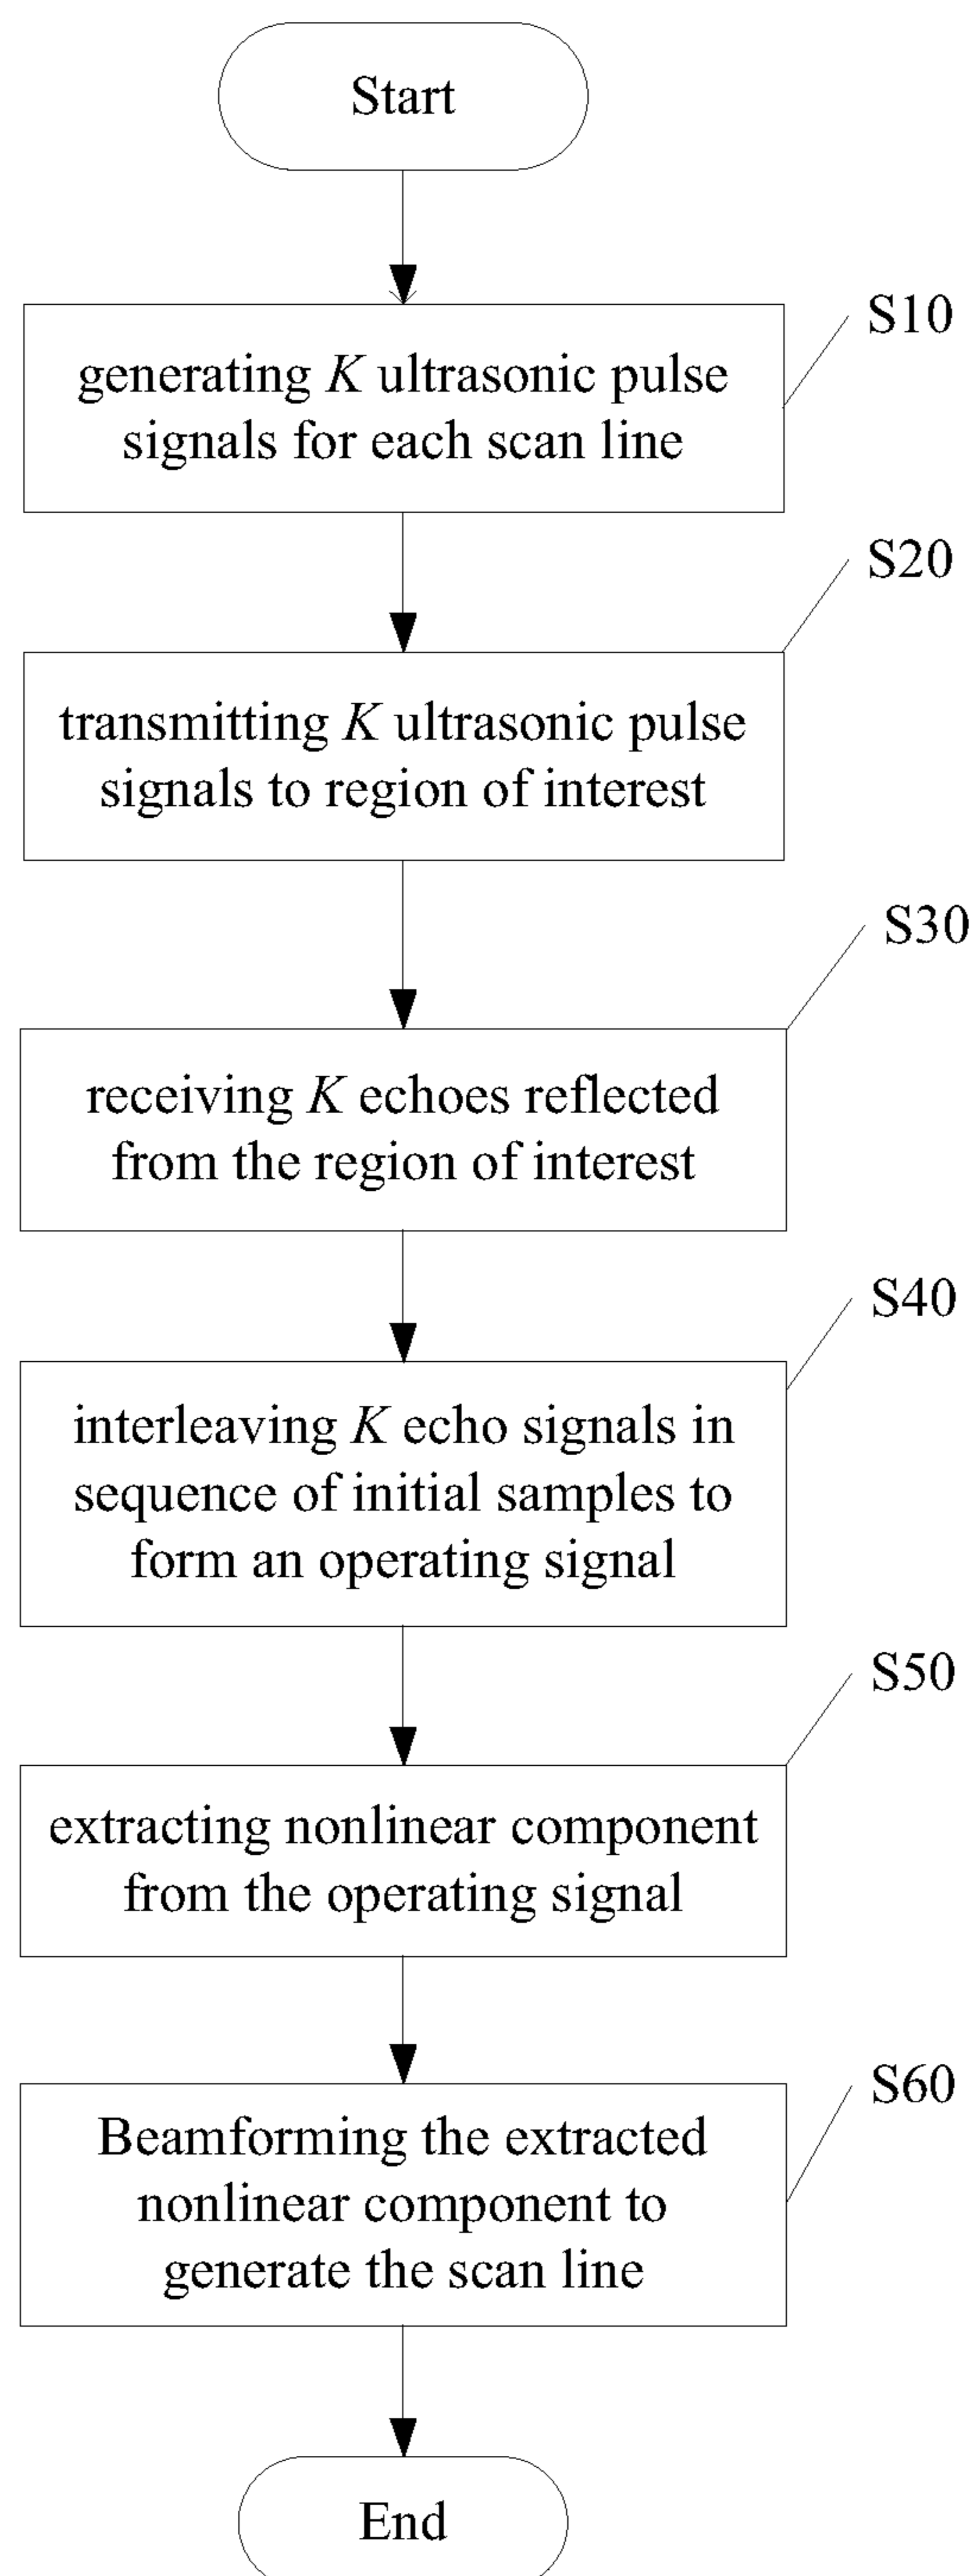 Start
S10
generating K ultrasonic pulse
signals for each scan line
S20
transmitting K ultrasonic pulse
signals to region of interest
S30
receiving K echoes reflected
from the region of interest
S40
interleaving K echo signals in
sequence of initial samples to
form an operating signal
S50
extracting nonlinear component
from the operating signal
S60
Beamforming the extracted
nonlinear component to
generate the scan line
End